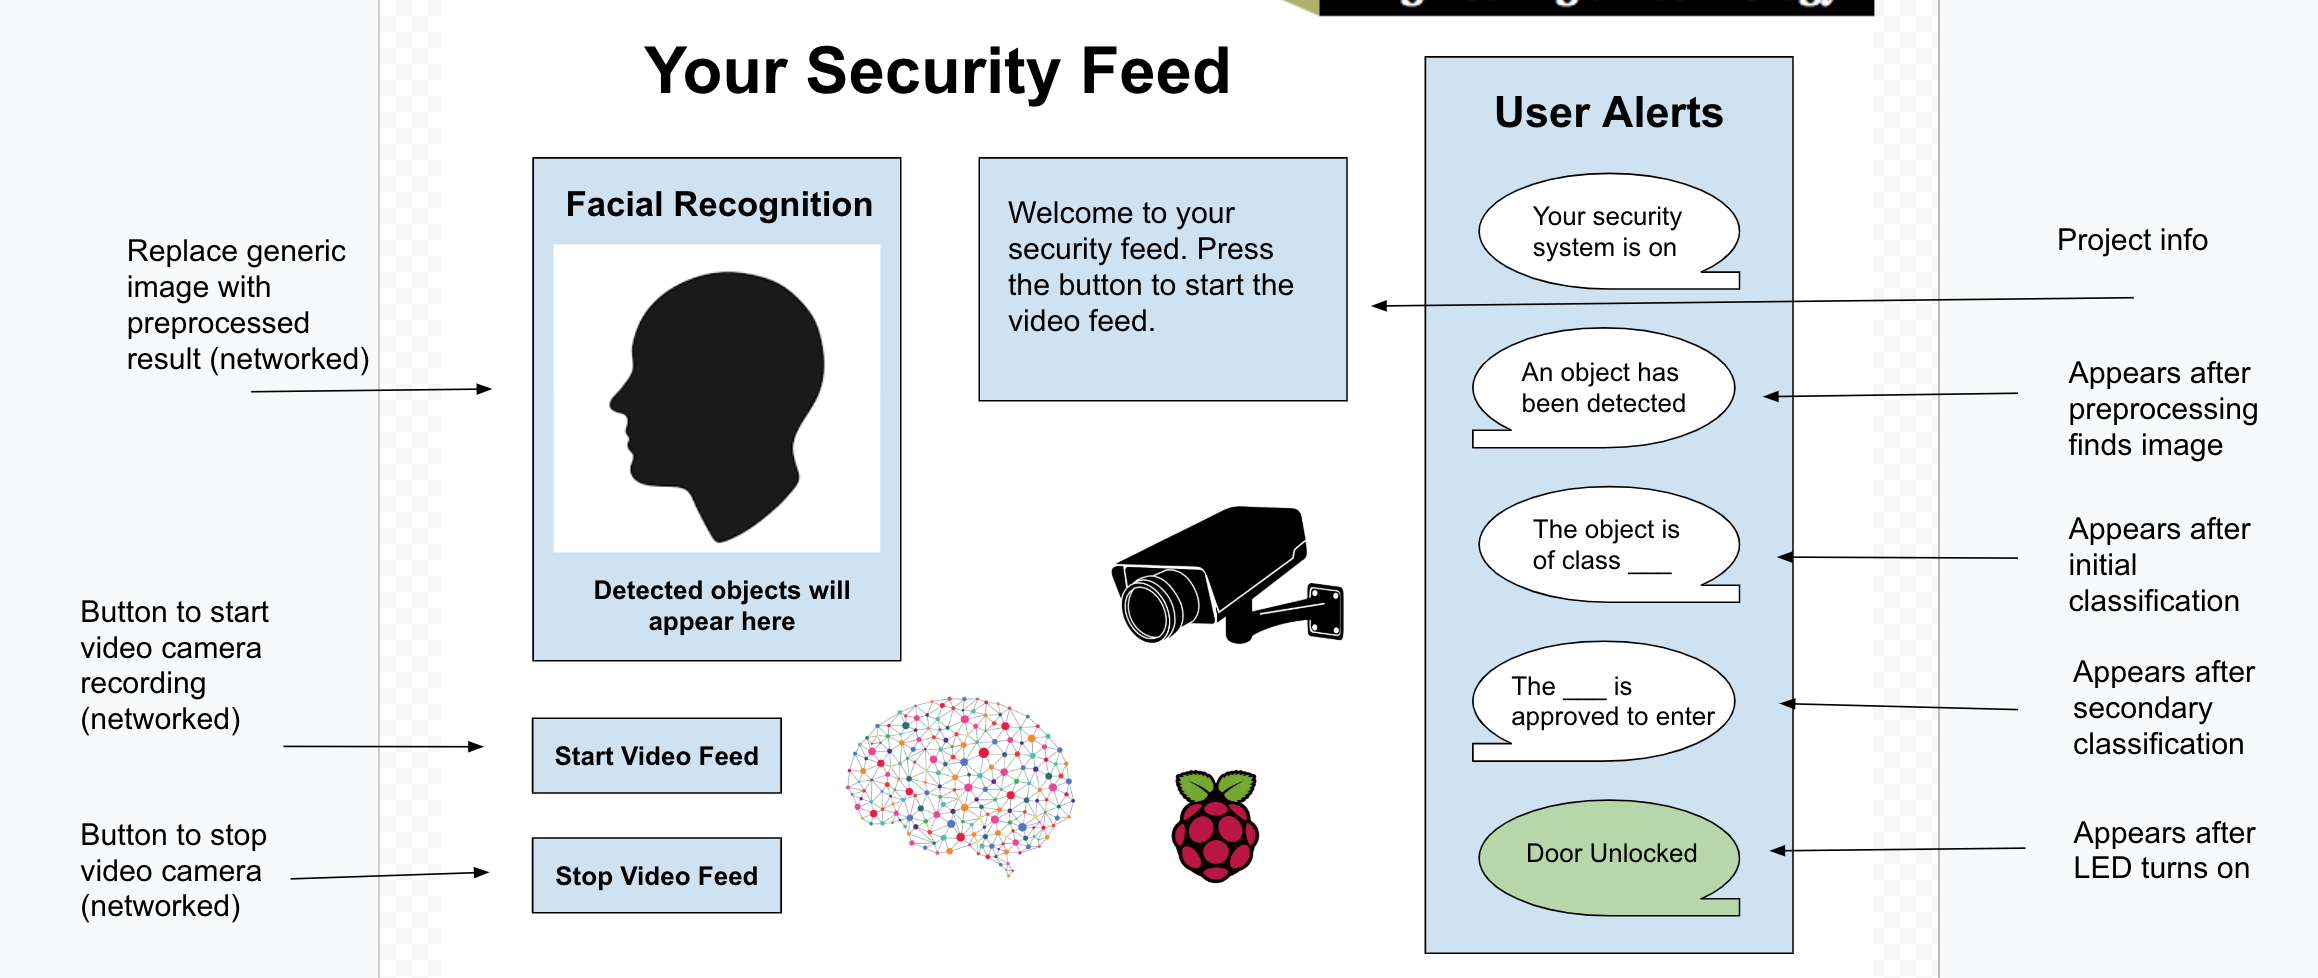 Your Security Feed
User Alerts
Facial Recognition
Detected objects will
appear here
Welcome to your
security feed. Press
the button to start the
video feed.
Your security
system is on
An object has
been detected
The object is
of class ___
The ___ is
approved to enter
Door Unlocked
Start Video Feed
Stop Video Feed
Replace generic
image with
preprocessed
result (networked)
Button to start
video camera
recording
(networked)
Button to stop
video camera
(networked)
Project info
Appears after
preprocessing
finds image
Appears after
initial
classification
Appears after
secondary
classification
Appears after
LED turns on